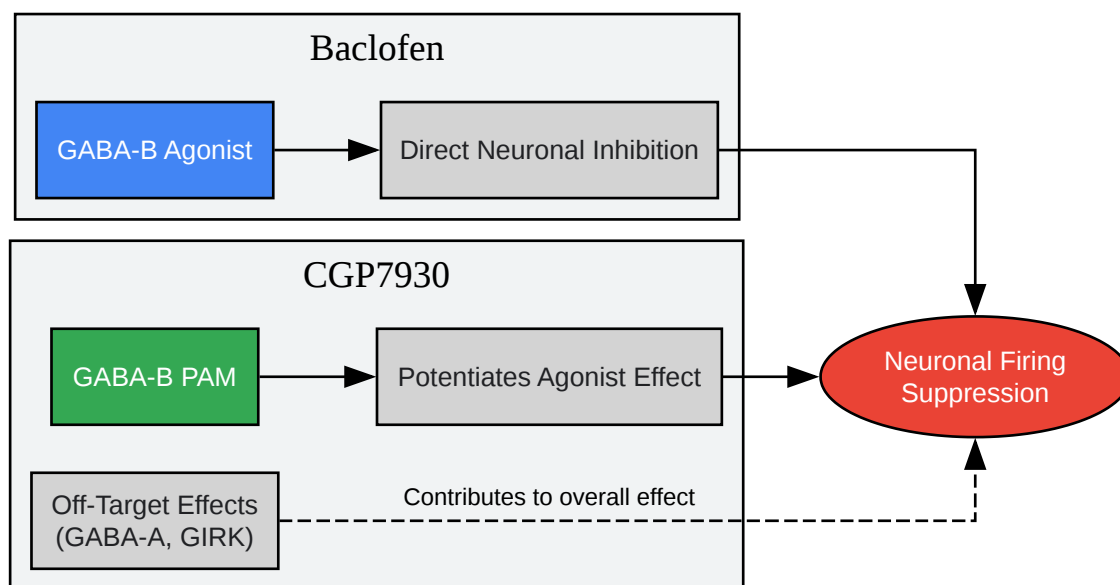 Baclofen
GABA-B Agonist
Direct Neuronal Inhibition
CGP7930
GABA-B PAM
Potentiates Agonist Effect
Neuronal Firing
Suppression
Off-Target Effects
(GABA-A, GIRK)
Contributes to overall effect